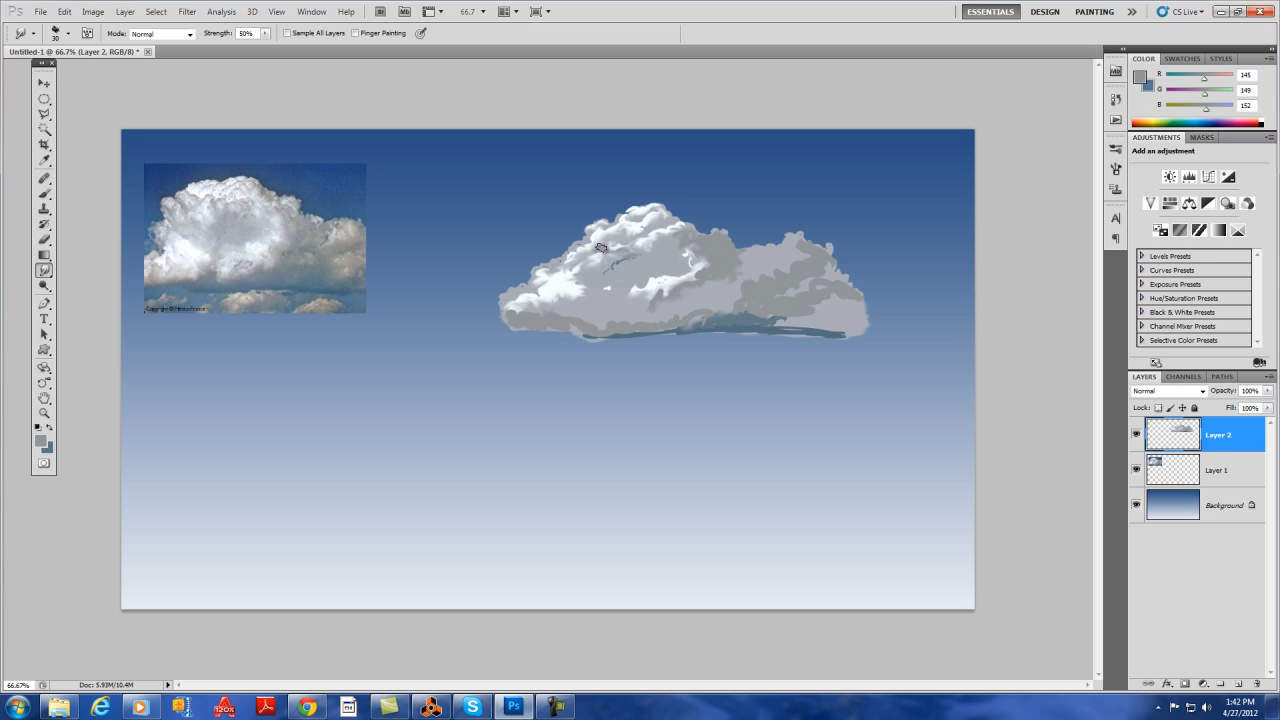 Ps File Edit Image Layer Select Filter Analysis 3D View Window Help Br Mb 66.7 ESSENTIALS DESIGN PAINTING CS Live
30 Mode: Normal Strength: 50% Sample All Layers Finger Painting
Untitled-1 @ 66.7% (Layer 2, RGB/8) *
COLOR SWATCHES STYLES
R 145
G 149
B 152
ADJUSTMENTS MASKS
Add an adjustment
Levels Presets
Curves Presets
Exposure Presets
Hue/Saturation Presets
Black & White Presets
Channel Mixer Presets
Selective Color Presets
LAYERS CHANNELS PATHS
Normal Opacity: 100%
Lock: Fill: 100%
Layer 2
Layer 1
Background
66.67% Doc: 5.93M/10.4M
1:42 PM
4/27/2012